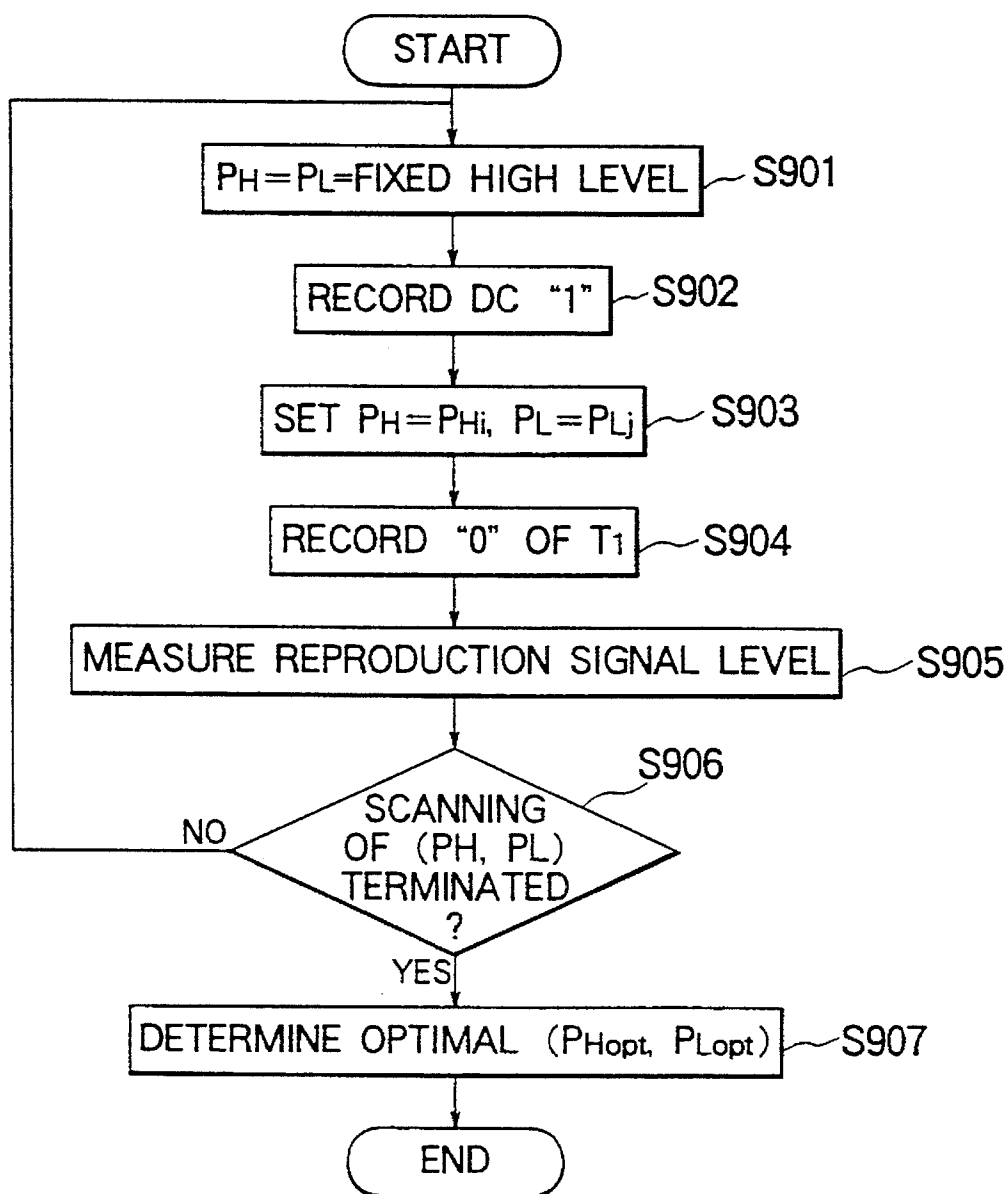 START
PH=PL=FIXED HIGH LEVEL
S901
RECORD DC "1"
S902
SET PH=PHi, PL=PLj
S903
RECORD "0" OF T1
S904
MEASURE REPRODUCTION SIGNAL LEVEL
S905
S906
SCANNING
OF (PH, PL)
TERMINATED
?
NO
YES
DETERMINE OPTIMAL (PHopt, PLopt)
S907
END